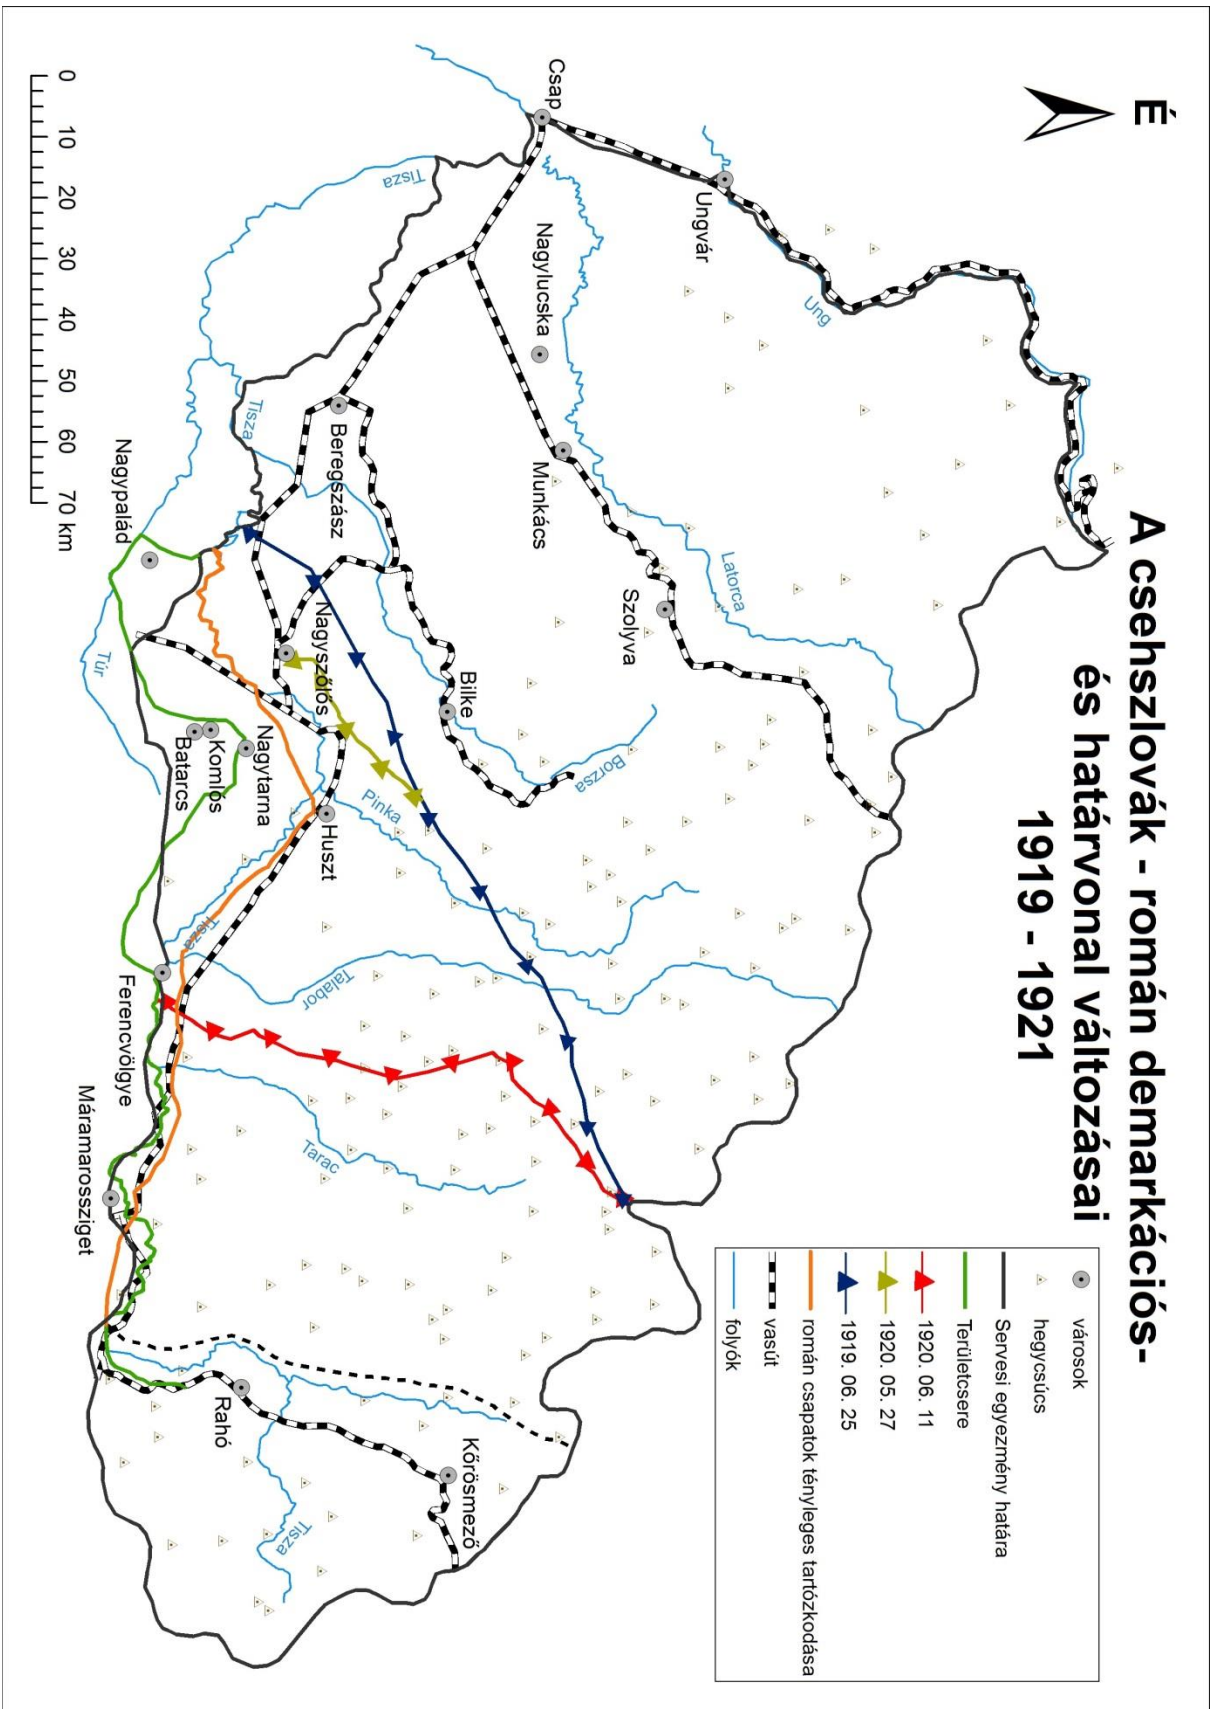 A csehszlovák - román demarkációs-
és határvonal változásai
1919 - 1921
É
városok
hegycsúcs
Servesi egyezmény határa
Területcsere
1920. 06. 11
1920. 05. 27
1919. 06. 25
román csapatok tényleges tartózkodása
vasút
folyók
Csap
Ungvár
Ung
Nagylucska
Munkács
Latorca
Szolyva
Tisza
Tisza
Beregszász
Nagyszőlős
Bilke
Borzsa
Nagypalád
Túr
Batarcs
Komlós
Nagytarna
Huszt
Pinka
Tisza
Talabor
Ferencvölgye
Tarac
Máramarossziget
Rahó
Kőrösmező
Tisza
0 10 20 30 40 50 60 70 km